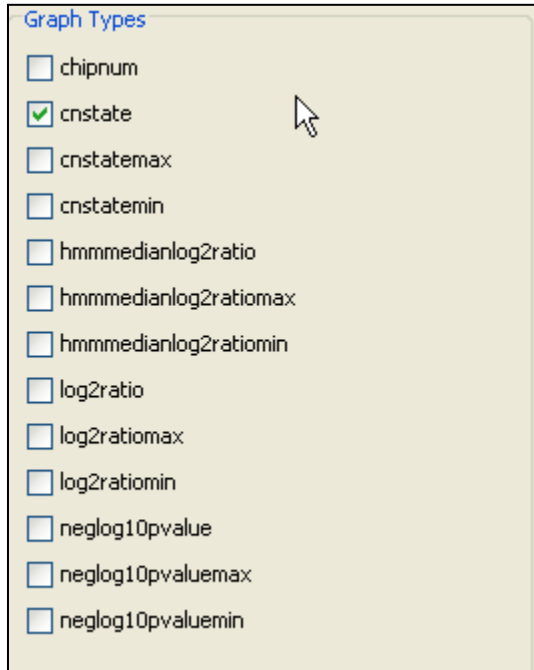 Graph Types
chipnum
cnstate
cnstatemax
cnstatemin
hmmmedianlog2ratio
hmmmedianlog2ratiomax
hmmmedianlog2ratiomin
log2ratio
log2ratiomax
log2ratiomin
neglog10pvalue
neglog10pvaluemax
neglog10pvaluemin